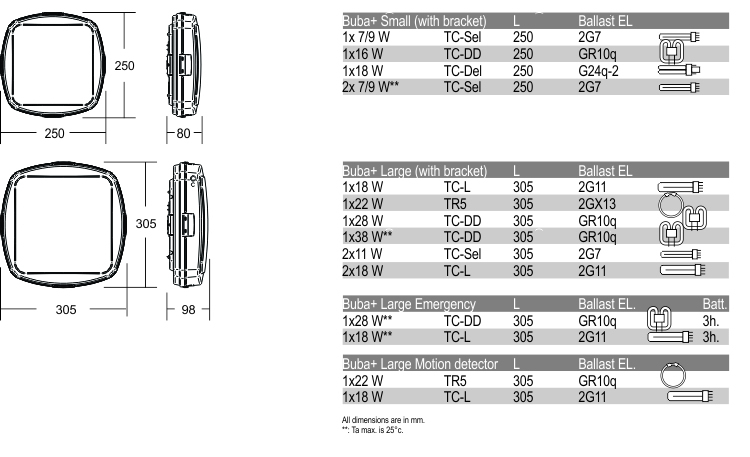 250
250
80
Buba+ Small (with bracket) L Ballast EL
1x 7/9 W TC-Sel 250 2G7
1x16 W TC-DD 250 GR10q
1x18 W TC-Del 250 G24q-2
2x 7/9 W** TC-Sel 250 2G7
305
305
98
Buba+ Large (with bracket) L Ballast EL
1x18 W TC-L 305 2G11
1x22 W TR5 305 2GX13
1x28 W TC-DD 305 GR10q
1x38 W** TC-DD 305 GR10q
2x11 W TC-Sel 305 2G7
2x18 W TC-L 305 2G11
Buba+ Large Emergency L Ballast EL. Batt.
1x28 W** TC-DD 305 GR10q 3h.
1x18 W** TC-L 305 2G11 3h.
Buba+ Large Motion detector L Ballast EL.
1x22 W TR5 305 GR10q
1x18 W TC-L 305 2G11
All dimensions are in mm.
**: Ta max. is 25°c.